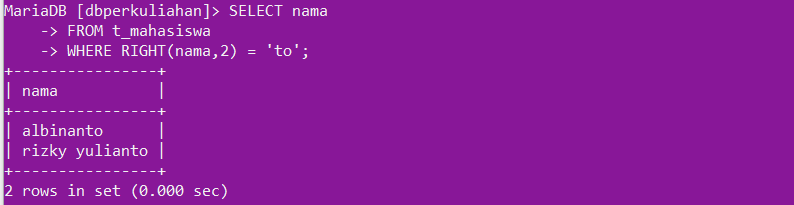 MariaDB [dbperkuliahan]> SELECT nama
    -> FROM t_mahasiswa
    -> WHERE RIGHT(nama,2) = 'to';
+----------------+
| nama           |
+----------------+
| albinanto      |
| rizky yulianto |
+----------------+
2 rows in set (0.000 sec)